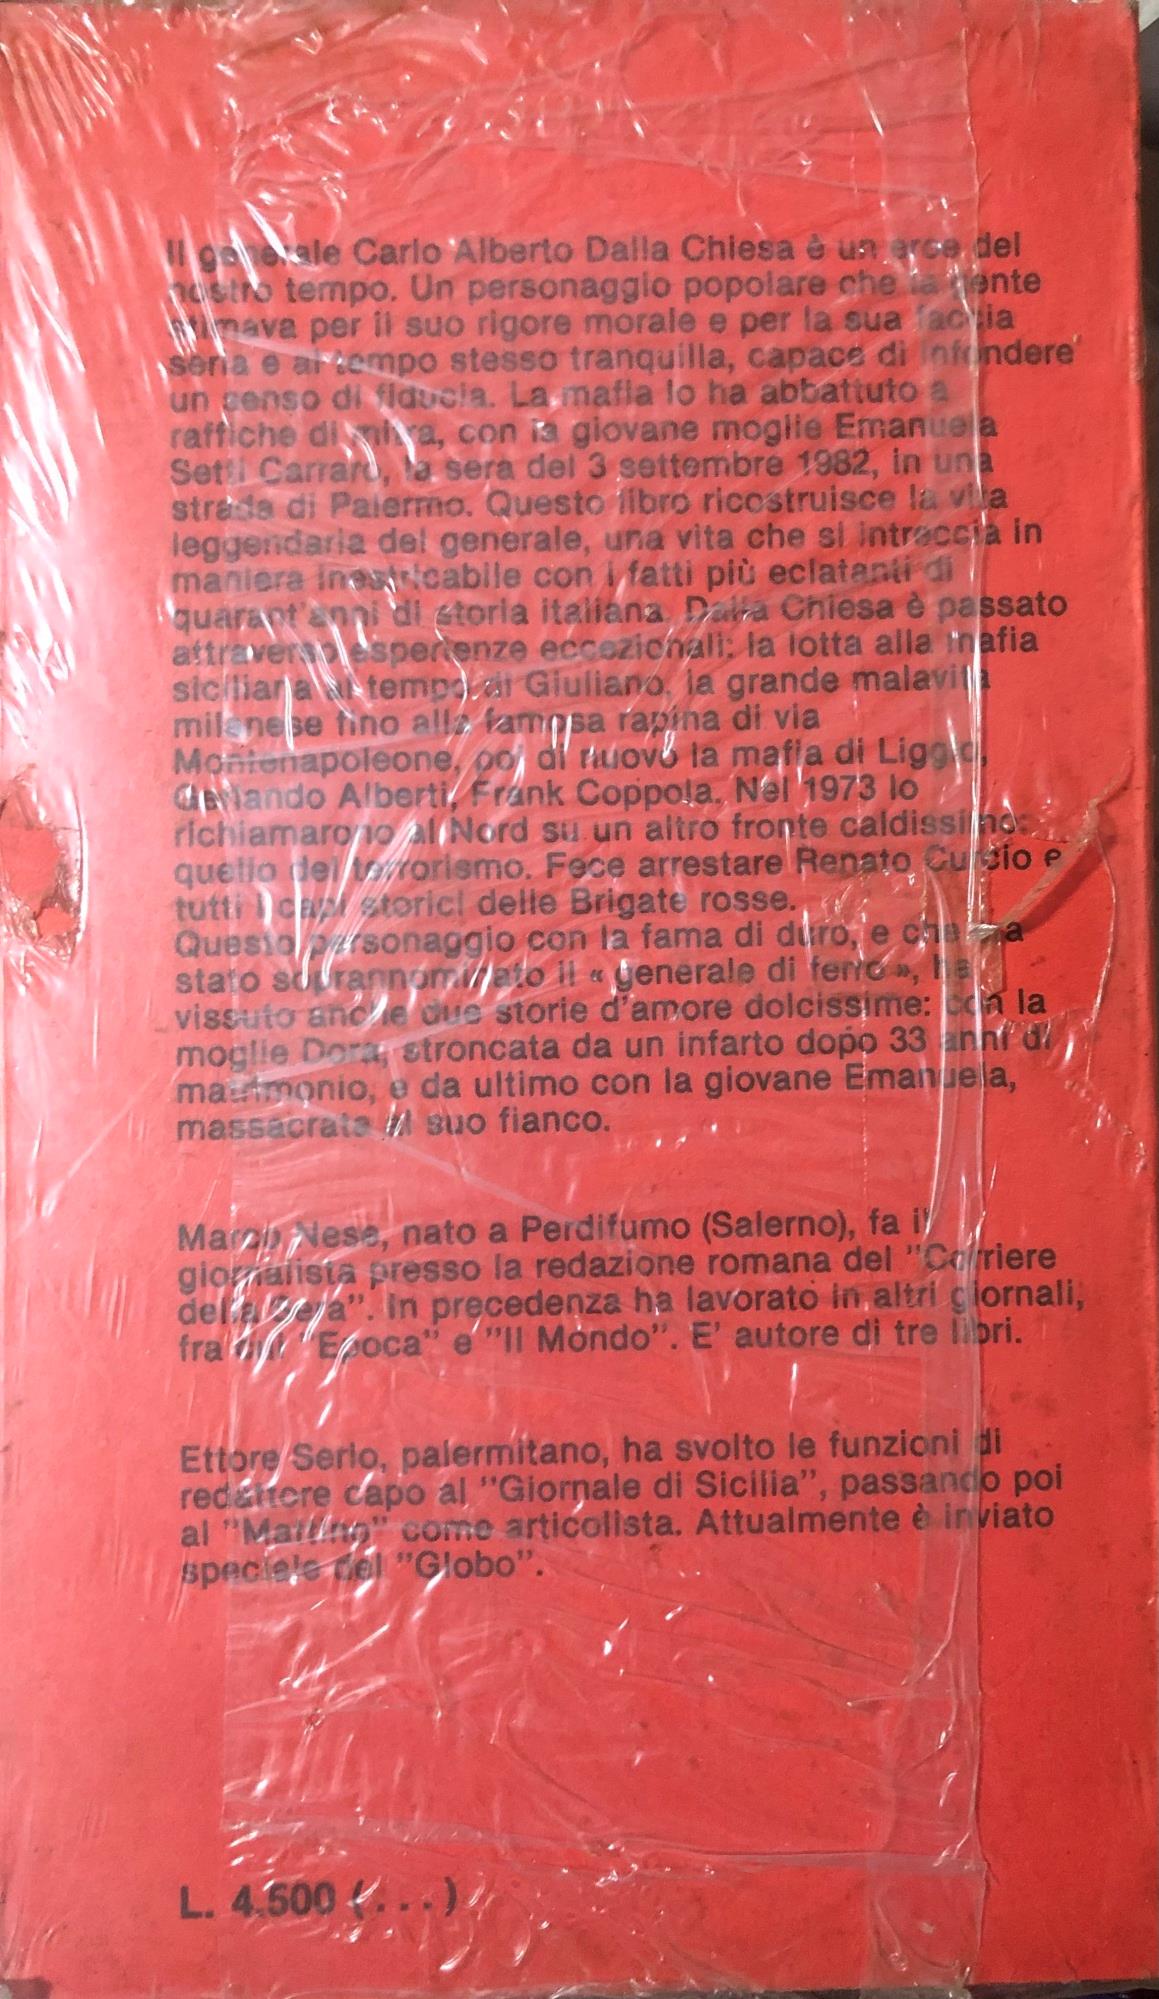 Il generale Carlo Alberto Dalla Chiesa è un eroe del
nostro tempo. Un personaggio popolare che la gente
stimava per il suo rigore morale e per la sua faccia
seria e al tempo stesso tranquilla, capace di infondere
un senso di fiducia. La mafia lo ha abbattuto a
raffiche di mitra, con la giovane moglie Emanuela
Setti Carraro, la sera del 3 settembre 1982, in una
strada di Palermo. Questo libro ricostruisce la vita
leggendaria del generale, una vita che si intreccia in
maniera inestricabile con i fatti più eclatanti di
quarant'anni di storia italiana. Dalla Chiesa è passato
attraverso esperienze eccezionali: la lotta alla mafia
siciliana al tempo di Giuliano, la grande malavita
milanese fino alla famosa rapina di via
Montenapoleone, poi di nuovo la mafia di Liggio,
Gerlando Alberti, Frank Coppola. Nel 1973 lo
richiamarono al Nord su un altro fronte caldissimo:
quello del terrorismo. Fece arrestare Renato Curcio e
tutti i capi storici delle Brigate rosse.
Questo personaggio con la fama di duro, e che era
stato soprannominato il « generale di ferro », ha
vissuto anche due storie d'amore dolcissime: con la
moglie Dora, stroncata da un infarto dopo 33 anni di
matrimonio, e da ultimo con la giovane Emanuela,
massacrata al suo fianco.
Marco Nese, nato a Perdifumo (Salerno), fa il
giornalista presso la redazione romana del "Corriere
della Sera". In precedenza ha lavorato in altri giornali,
fra cui "Epoca" e "Il Mondo". E' autore di tre libri.
Ettore Serio, palermitano, ha svolto le funzioni di
redattore capo al "Giornale di Sicilia", passando poi
al "Mattino" come articolista. Attualmente è inviato
speciale del "Globo".
L. 4.500 (...)